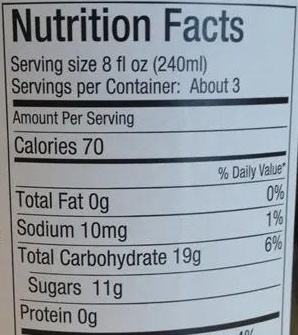 Nutrition Facts
Serving size 8 fl oz (240ml)
Servings per Container: About 3
Amount Per Serving
Calories 70
% Daily Value*
Total Fat 0g 0%
Sodium 10mg 1%
Total Carbohydrate 19g 6%
Sugars 11g
Protein 0g